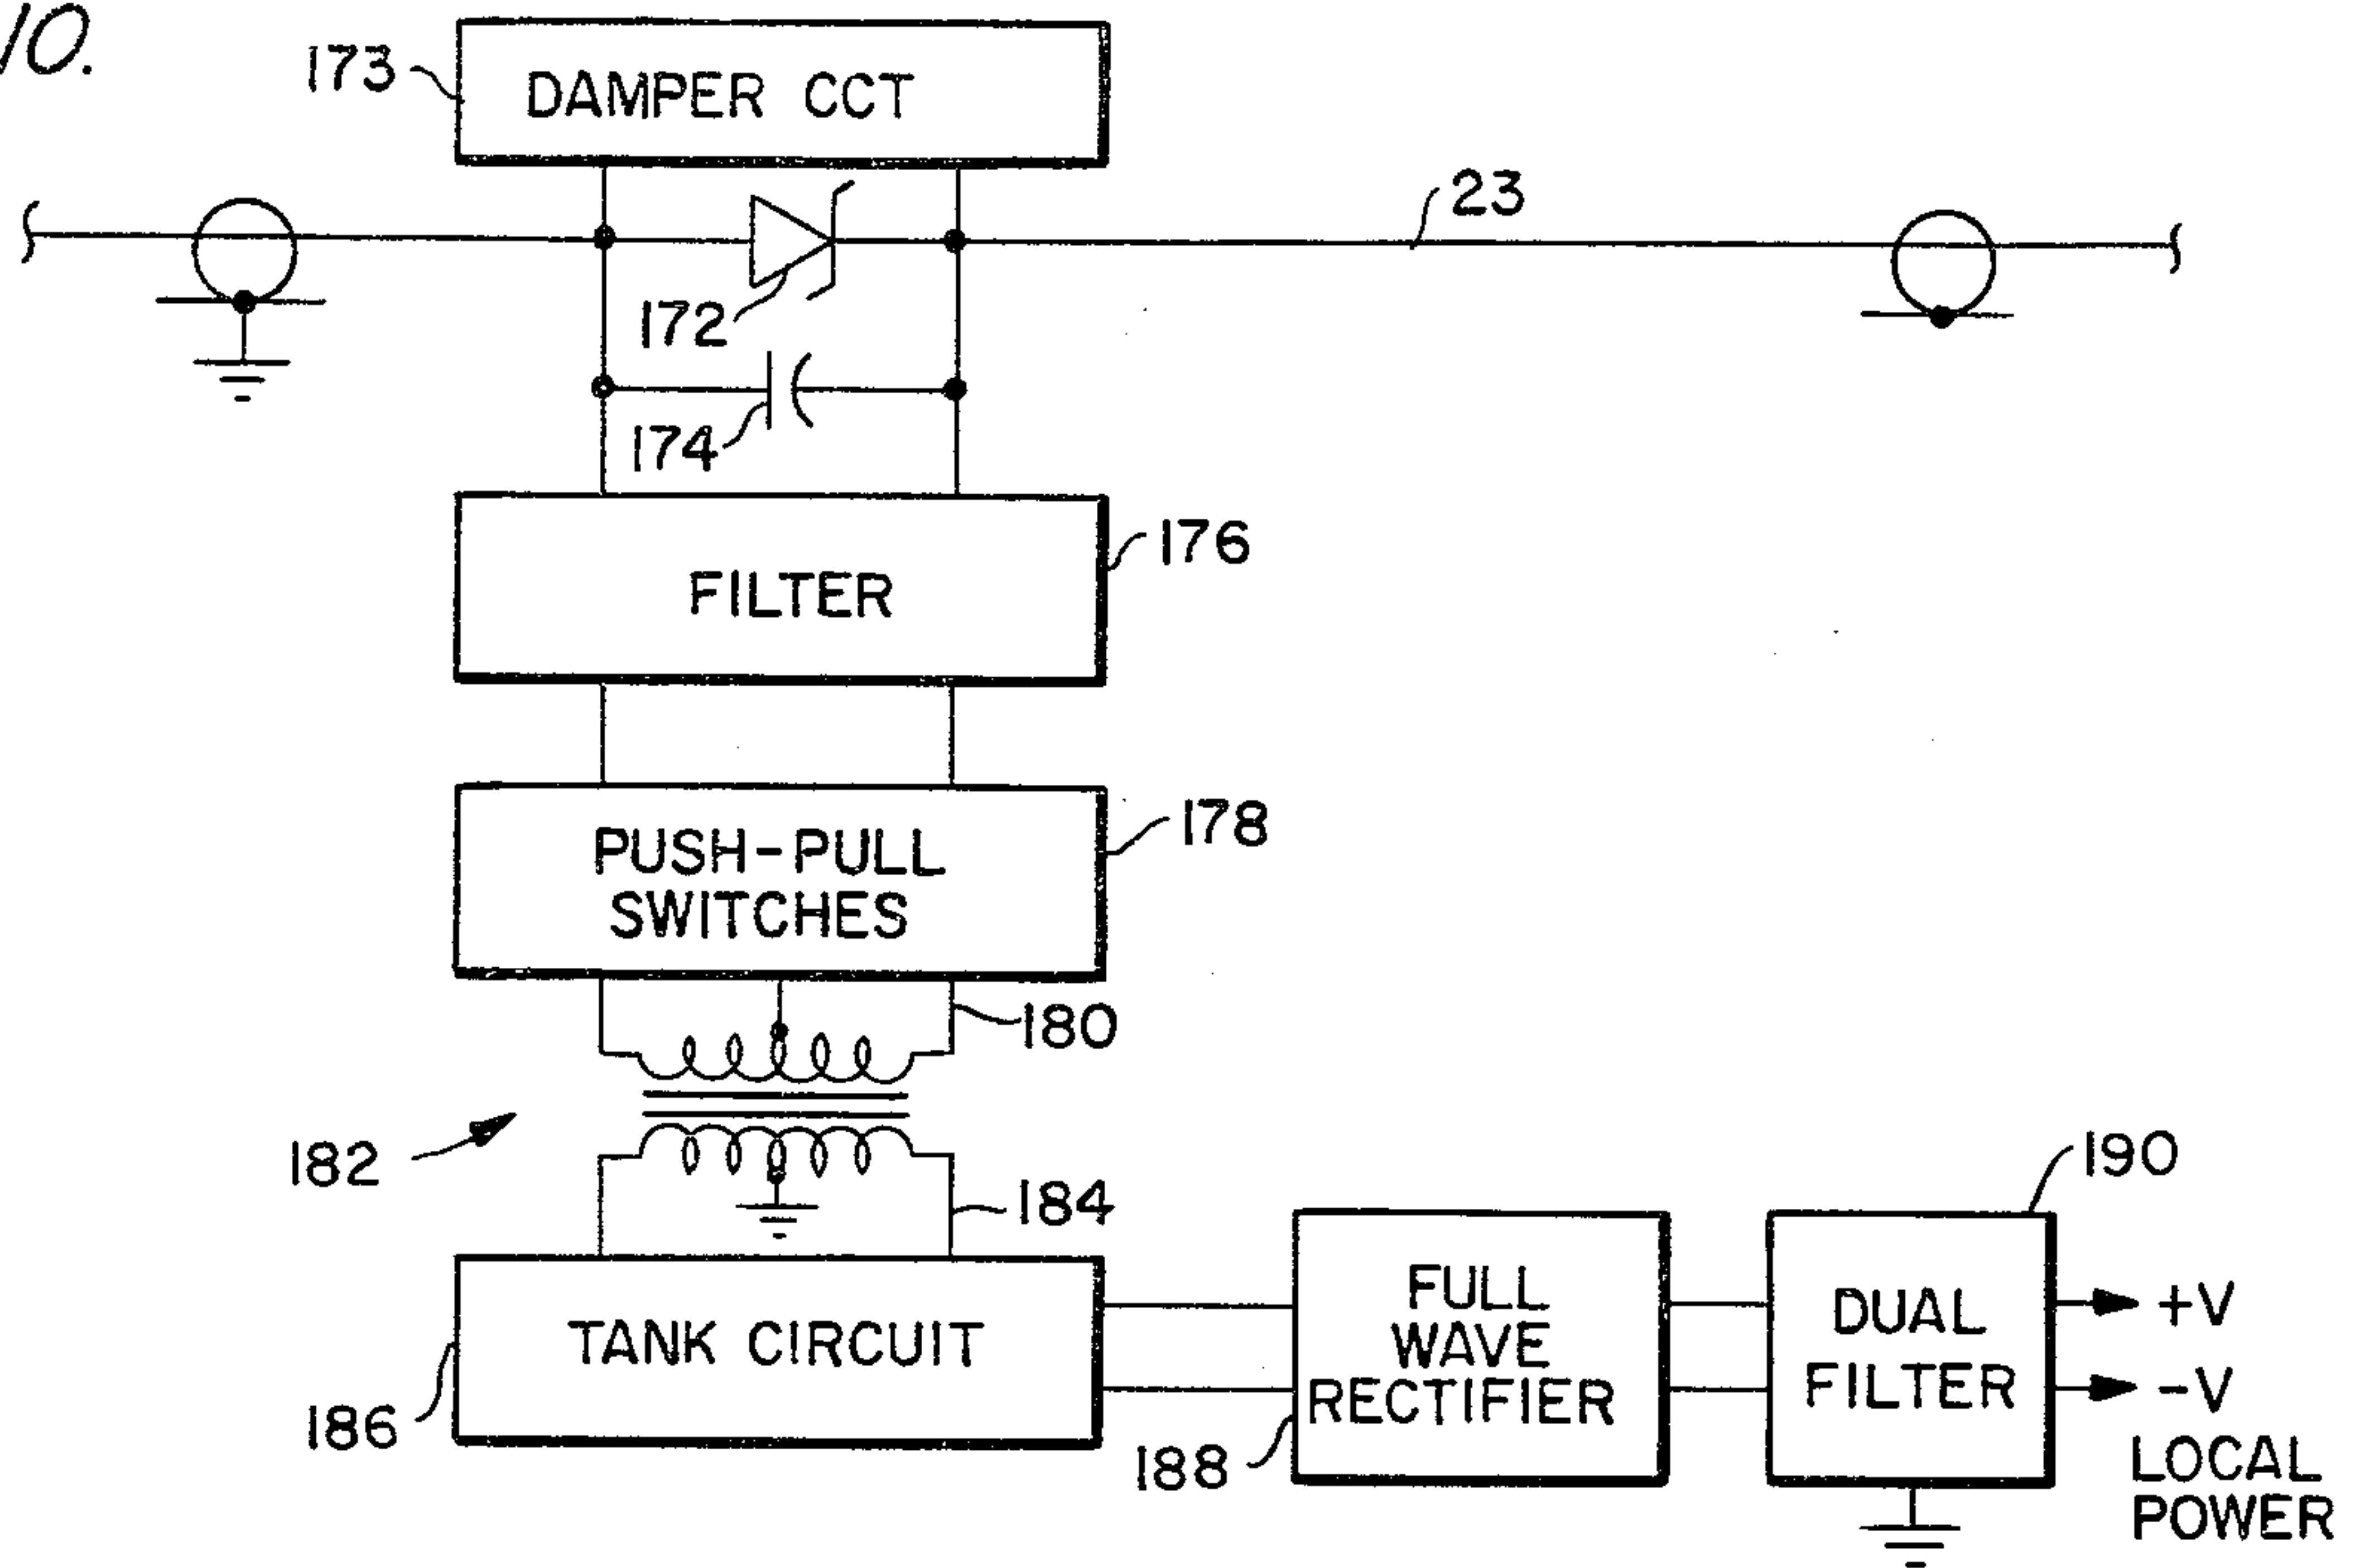 10.
173
DAMPER CCT
23
172
174
176
FILTER
178
PUSH-PULL
SWITCHES
180
182
184
190
TANK CIRCUIT
186
FULL
WAVE
RECTIFIER
188
DUAL
FILTER
+V
-V
LOCAL
POWER